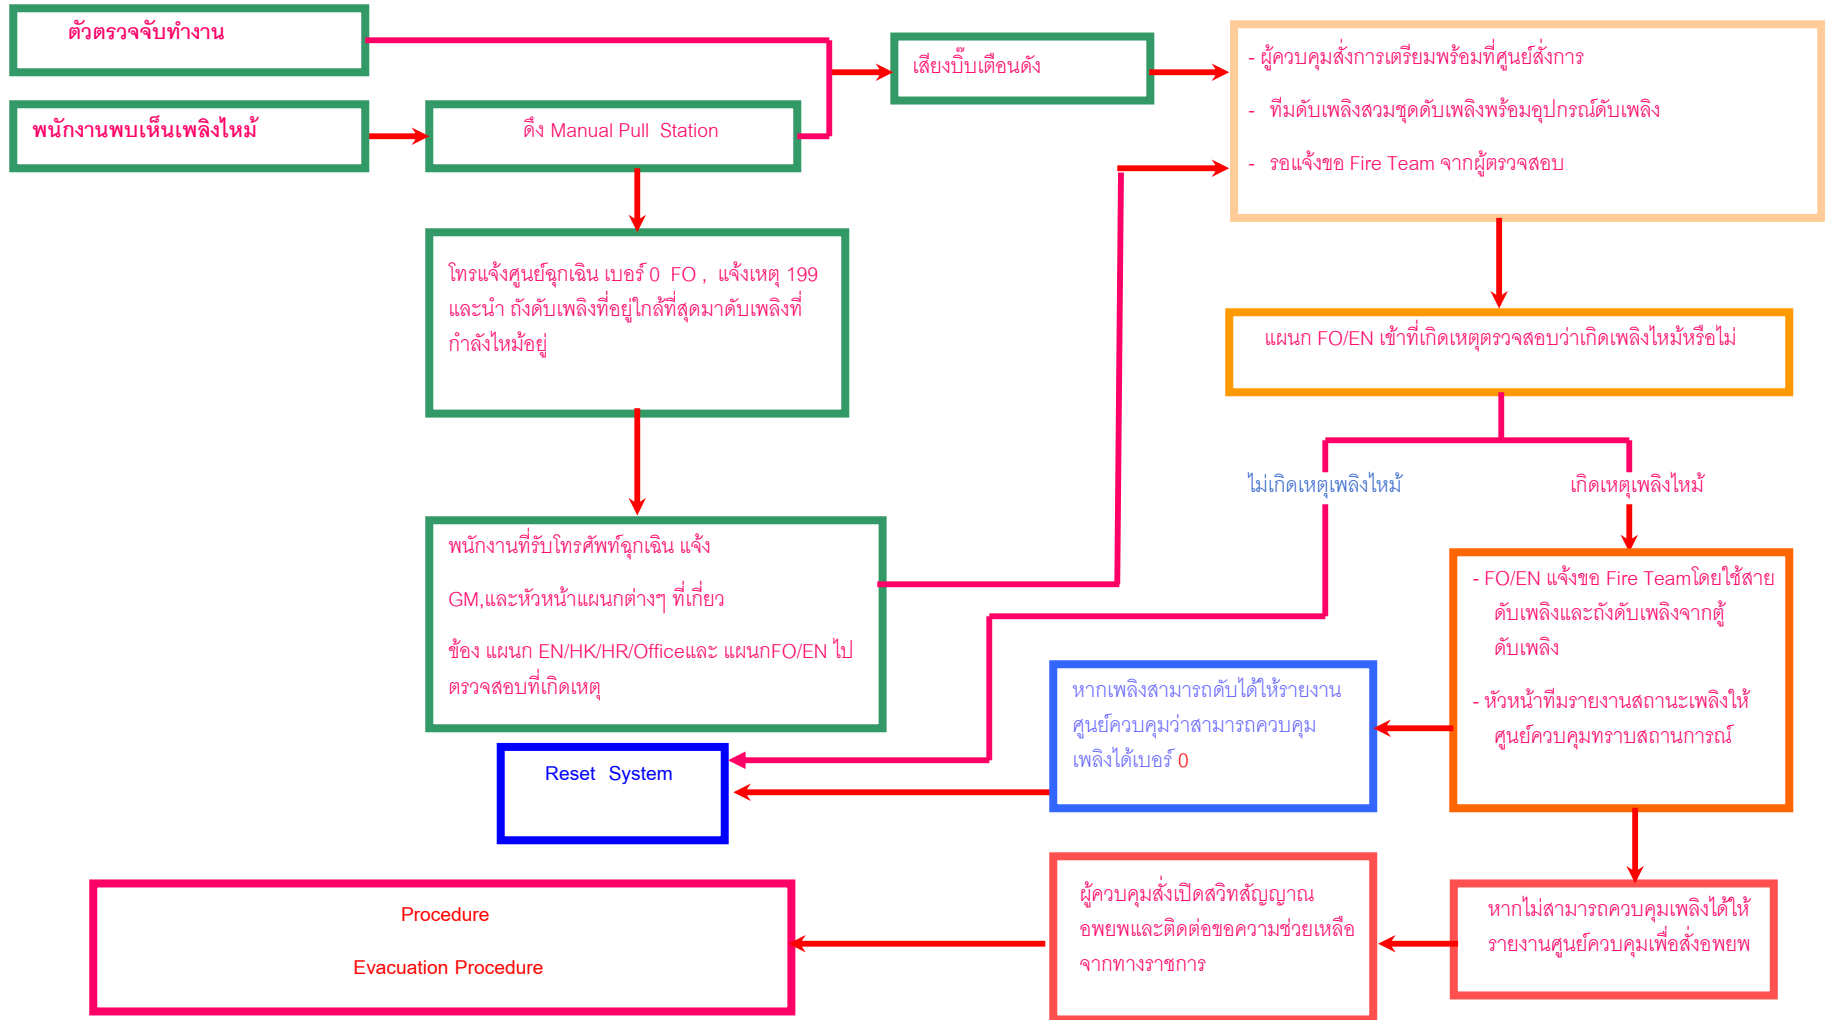 ตัวตรวจจับทำงาน
พนักงานพบเห็นเพลิงไหม้
ดึง Manual Pull Station
เสียงบิ๊บเตือนดัง
- ผู้ควบคุมสั่งการเตรียมพร้อมที่ศูนย์สั่งการ
- ทีมดับเพลิงสวมชุดดับเพลิงพร้อมอุปกรณ์ดับเพลิง
- รอแจ้งขอ Fire Team จากผู้ตรวจสอบ
โทรแจ้งศูนย์ฉุกเฉิน เบอร์ 0 FO , แจ้งเหตุ 199
และนำ ถังดับเพลิงที่อยู่ใกล้ที่สุดมาดับเพลิงที่
กำลังไหม้อยู่
แผนก FO/EN เข้าที่เกิดเหตุตรวจสอบว่าเกิดเพลิงไหม้หรือไม่
ไม่เกิดเหตุเพลิงไหม้
เกิดเหตุเพลิงไหม้
พนักงานที่รับโทรศัพท์ฉุกเฉิน แจ้ง
GM,และหัวหน้าแผนกต่างๆ ที่เกี่ยว
ข้อง แผนก EN/HK/HR/Officeและ แผนกFO/EN ไป
ตรวจสอบที่เกิดเหตุ
- FO/EN แจ้งขอ Fire Teamโดยใช้สาย
ดับเพลิงและถังดับเพลิงจากตู้
ดับเพลิง
- หัวหน้าทีมรายงานสถานะเพลิงให้
ศูนย์ควบคุมทราบสถานการณ์
หากเพลิงสามารถดับได้ให้รายงาน
ศูนย์ควบคุมว่าสามารถควบคุม
เพลิงได้เบอร์ 0
Reset System
หากไม่สามารถควบคุมเพลิงได้ให้
รายงานศูนย์ควบคุมเพื่อสั่งอพยพ
ผู้ควบคุมสั่งเปิดสวิทสัญญาณ
อพยพและติดต่อขอความช่วยเหลือ
จากทางราชการ
Procedure
Evacuation Procedure